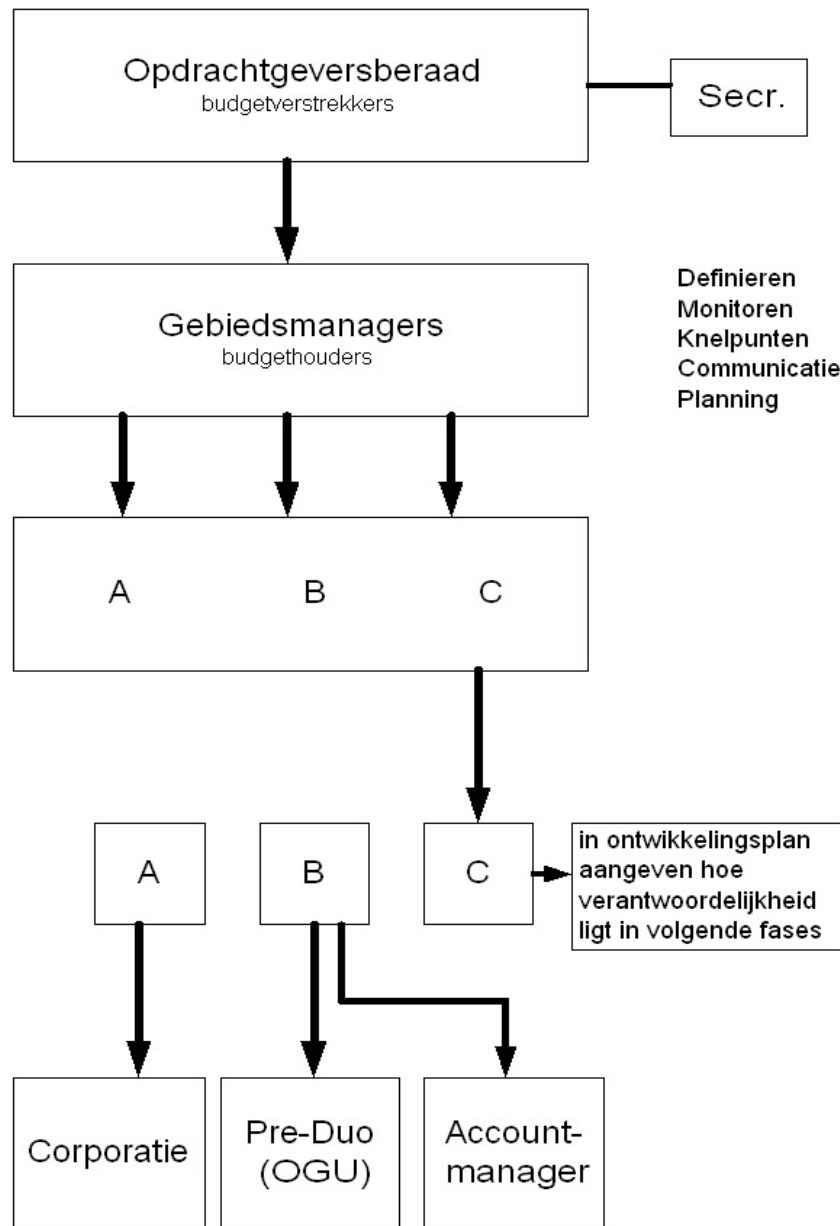 Opdrachtgeversberaad
budgetverstrekkers
Secr.
Gebiedsmanagers
budgethouders
Definieren
Monitoren
Knelpunten
Communicatie
Planning
A
B
C
A
B
C
in ontwikkelingsplan
aangeven hoe
verantwoordelijkheid
ligt in volgende fases
Corporatie
Pre-Duo
(OGU)
Account-
manager